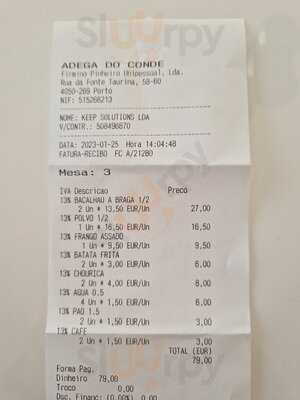 Slurrpy
ADEGA DO CONDE
Firmino Pinheiro Unipessoal, Lda.
Rua da Fonte Taurina, 58-60
4050-269 Porto
NIF: 515266213
NOME: KEEP SOLUTIONS LDA
V/CONTR.: 508496870
DATA: 2023-01-25 Hora 14:04:48
FATURA-RECIBO FC A/21280
Mesa: 3
IVA Descricao Preco
13% BACALHAU A BRAGA 1/2
2 Un * 13,50 EUR/Un 27,00
13% POLVO 1/2
1 Un * 16,50 EUR/Un 16,50
13% FRANGO ASSADO
1 Un * 9,50 EUR/Un 9,50
13% BATATA FRITA
2 Un * 3,00 EUR/Un 6,00
13% CHOURICA
2 Un * 4,00 EUR/Un 8,00
13% AGUA 0.5
4 Un * 1,50 EUR/Un 6,00
13% PAO 1.5
2 Un * 1,50 EUR/Un 3,00
13% CAFE
2 Un * 1,50 EUR/Un 3,00
TOTAL (EUR)
79,00
Forma Pag.
Dinheiro 79,00
Troco 0.00
Dsc. Financ: (0.00%) 0.00